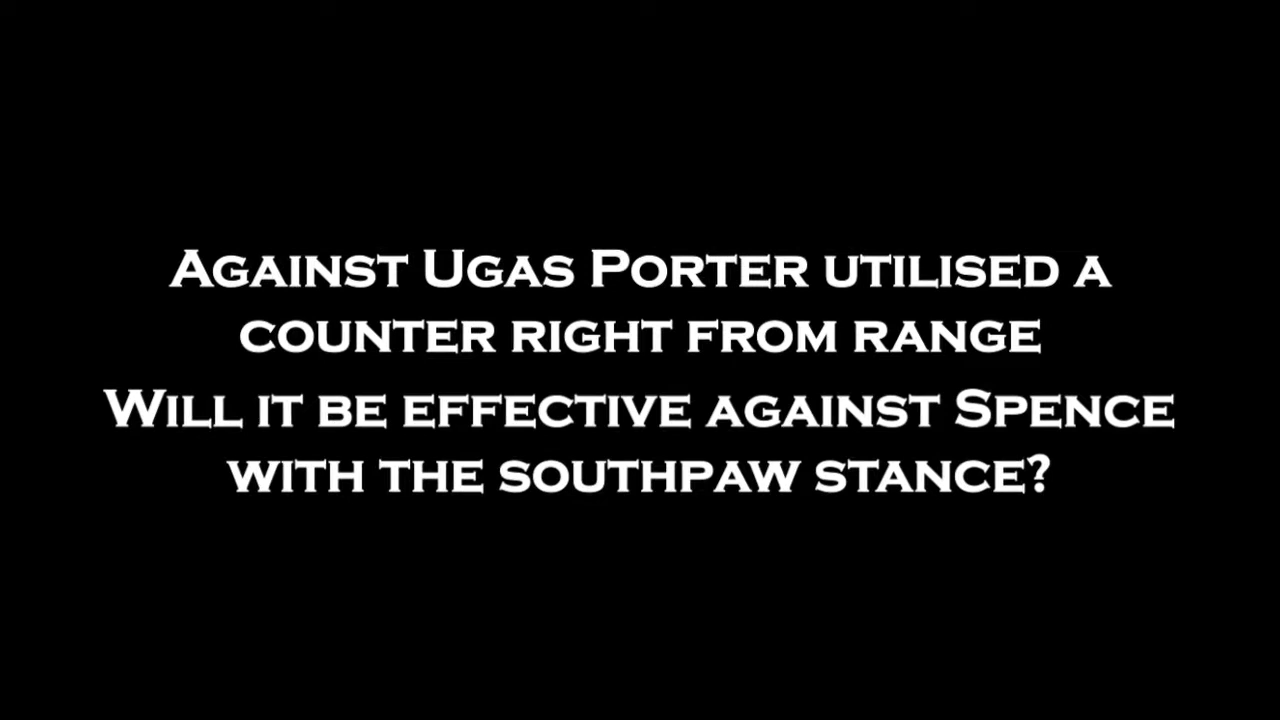 Against Ugas Porter utilised a
counter right from range
Will it be effective against Spence
with the southpaw stance?